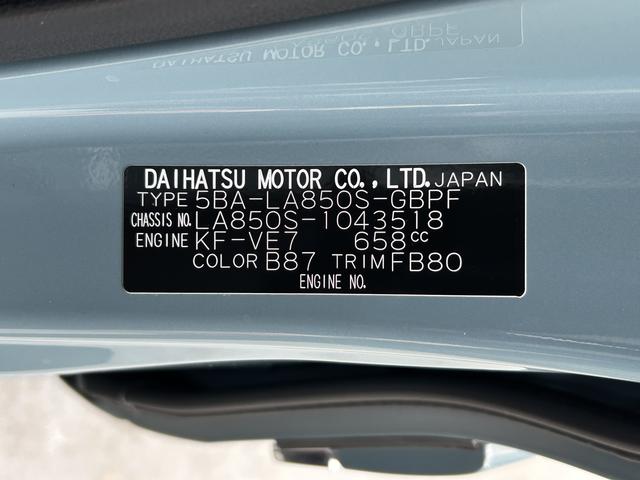 DAIHATSU MOTOR CO., LTD. JAPAN
TYPE 5BA-LA850S-GBPF
CHASSIS NO. LA850S-1043518
ENGINE KF-VE7 658cc
COLOR B87 TRIM FB80
ENGINE NO.